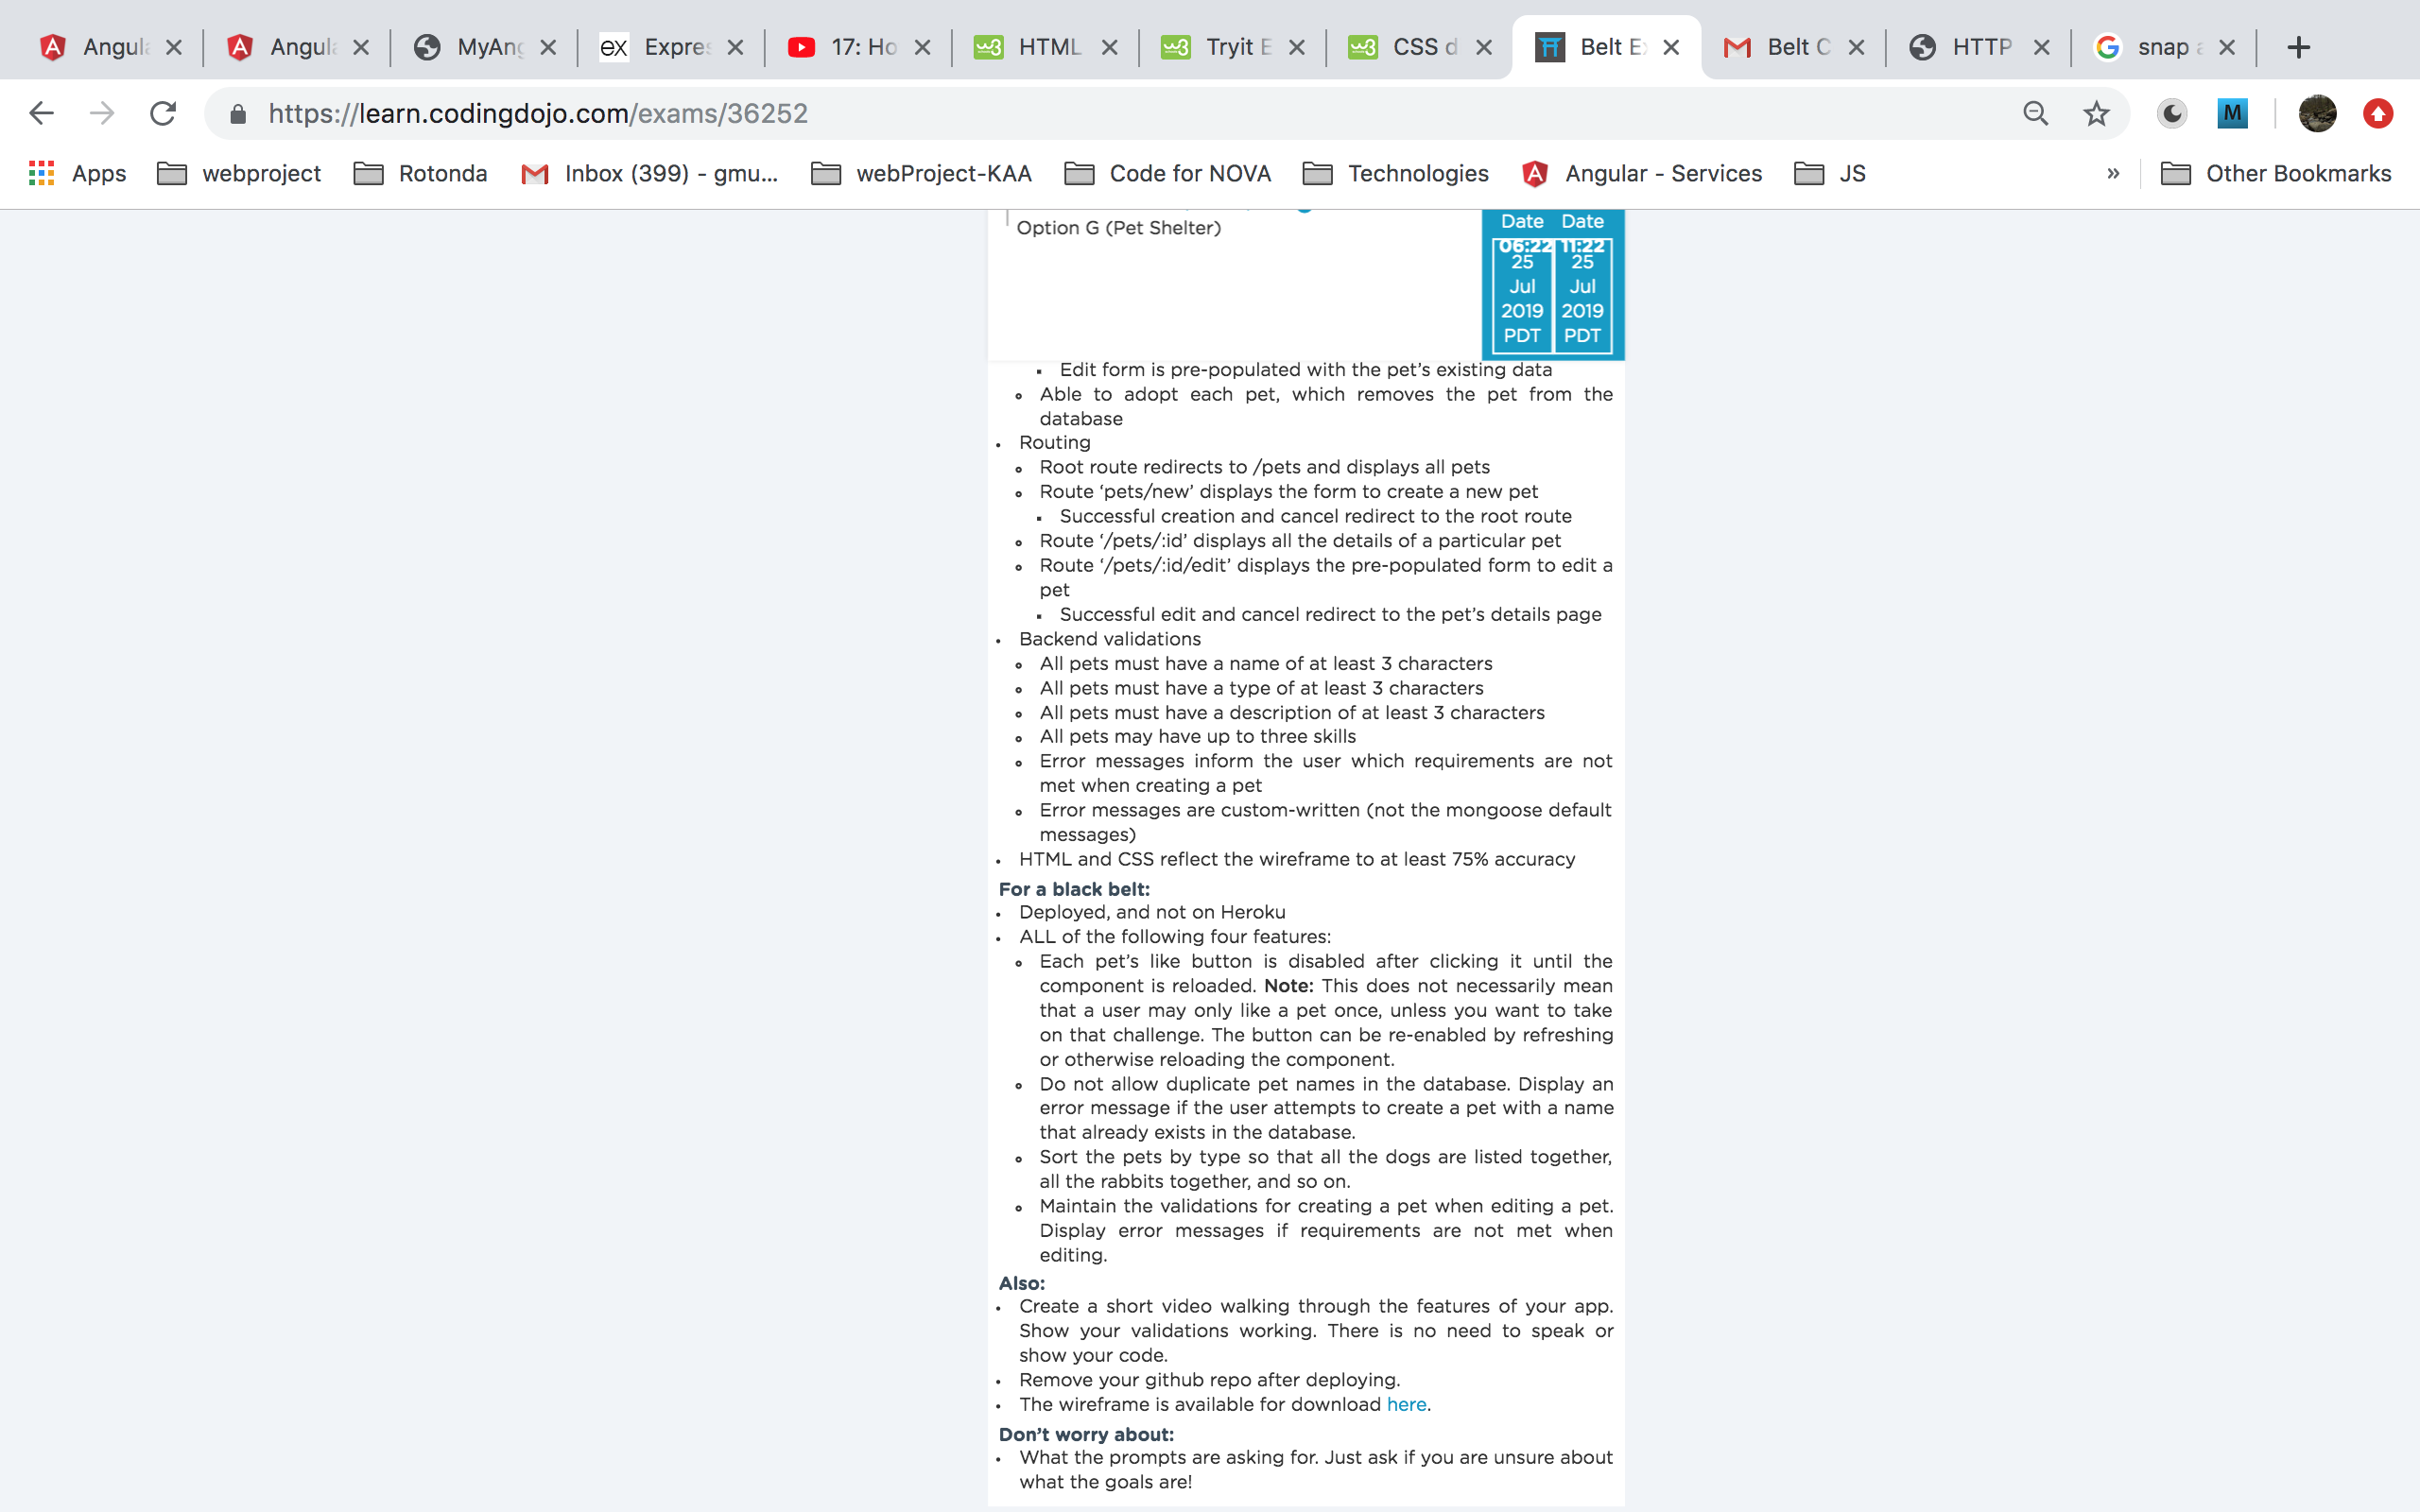 Angul
Angul
MyAng
ex
Expres
17: Ho
w3
HTML
w3
Tryit E
w3
CSS d
Belt E
Belt C
HTTP
snap a
https://learn.codingdojo.com/exams/36252
M
Apps
webproject
Rotonda
Inbox (399) - gmu...
webProject-KAA
Code for NOVA
Technologies
Angular - Services
JS
»
Other Bookmarks
Option G (Pet Shelter)
Date Date
06:22 11:22
25 25
Jul Jul
2019 2019
PDT PDT
Edit form is pre-populated with the pet's existing data
Able to adopt each pet, which removes the pet from the
database
Routing
Root route redirects to /pets and displays all pets
Route ‘pets/new’ displays the form to create a new pet
Successful creation and cancel redirect to the root route
Route ‘/pets/:id’ displays all the details of a particular pet
Route ‘/pets/:id/edit’ displays the pre-populated form to edit a
pet
Successful edit and cancel redirect to the pet’s details page
Backend validations
All pets must have a name of at least 3 characters
All pets must have a type of at least 3 characters
All pets must have a description of at least 3 characters
All pets may have up to three skills
Error messages inform the user which requirements are not
met when creating a pet
Error messages are custom-written (not the mongoose default
messages)
HTML and CSS reflect the wireframe to at least 75% accuracy
For a black belt:
Deployed, and not on Heroku
ALL of the following four features:
Each pet’s like button is disabled after clicking it until the
component is reloaded. Note: This does not necessarily mean
that a user may only like a pet once, unless you want to take
on that challenge. The button can be re-enabled by refreshing
or otherwise reloading the component.
Do not allow duplicate pet names in the database. Display an
error message if the user attempts to create a pet with a name
that already exists in the database.
Sort the pets by type so that all the dogs are listed together,
all the rabbits together, and so on.
Maintain the validations for creating a pet when editing a pet.
Display error messages if requirements are not met when
editing.
Also:
Create a short video walking through the features of your app.
Show your validations working. There is no need to speak or
show your code.
Remove your github repo after deploying.
The wireframe is available for download here.
Don’t worry about:
What the prompts are asking for. Just ask if you are unsure about
what the goals are!